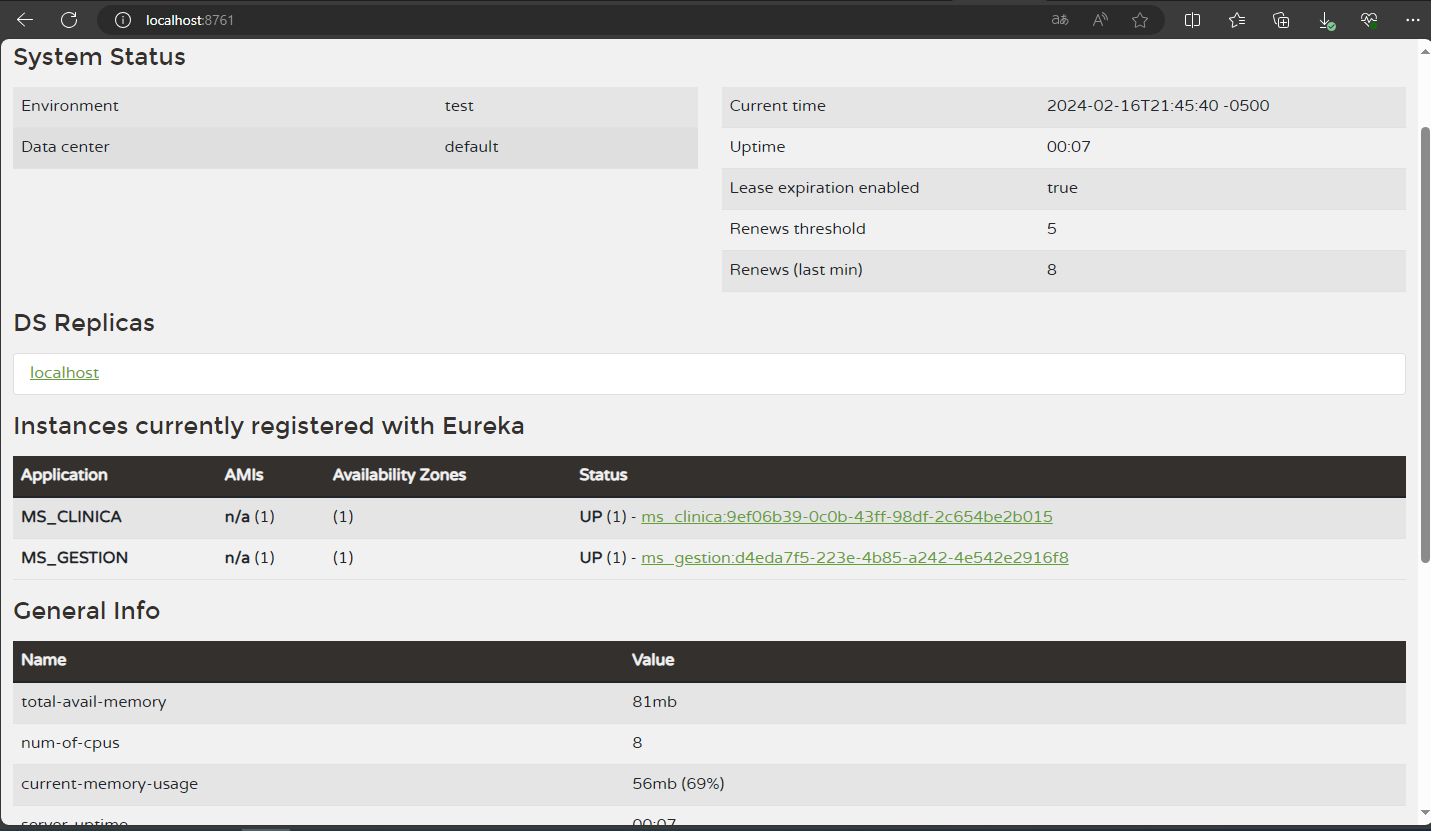 localhost:8761
System Status
Environment test
Data center default
Current time 2024-02-16T21:45:40 -0500
Uptime 00:07
Lease expiration enabled true
Renews threshold 5
Renews (last min) 8
DS Replicas
localhost
Instances currently registered with Eureka
Application AMIs Availability Zones Status
MS_CLINICA n/a (1) (1) UP (1) - ms_clinica:9ef06b39-0c0b-43ff-98df-2c654be2b015
MS_GESTION n/a (1) (1) UP (1) - ms_gestion:d4eda7f5-223e-4b85-a242-4e542e2916f8
General Info
Name Value
total-avail-memory 81mb
num-of-cpus 8
current-memory-usage 56mb (69%)
server-uptime 00:07